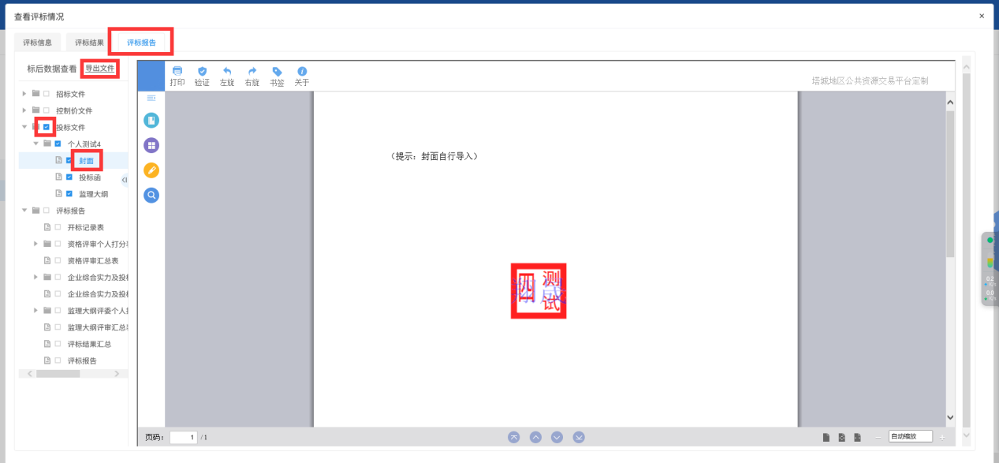 查看评标情况
×
评标信息
评标结果
评标报告
标后数据查看
导出文件
打印
验证
左旋
右旋
书签
关于
塔城地区公共资源交易平台定制
招标文件
控制价文件
投标文件
个人测试4
封面
投标函
监理大纲
评标报告
开标记录表
资格评审个人打分
资格评审汇总表
企业综合实力及投
企业综合实力及投
监理大纲评委个人
监理大纲评审汇总
评标结果汇总
评标报告
（提示：封面自行导入）
测试
四
页码：
1
/1
自动缩放
0.2
0.0